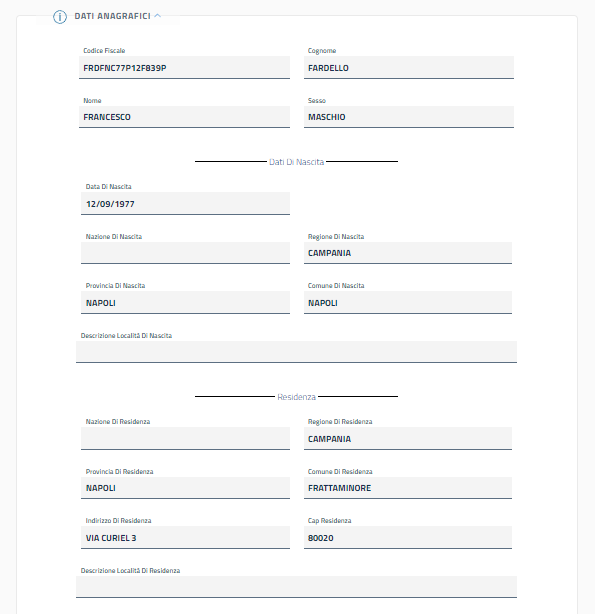 DATI ANAGRAFICI
Codice Fiscale Cognome
FRDFNC77P12F839P FARDELLO
Nome Sesso
FRANCESCO MASCHIO
Dati Di Nascita
Data Di Nascita
12/09/1977
Nazione Di Nascita Regione Di Nascita
CAMPANIA
Provincia Di Nascita Comune Di Nascita
NAPOLI NAPOLI
Descrizione Località Di Nascita
Residenza
Nazione Di Residenza Regione Di Residenza
CAMPANIA
Provincia Di Residenza Comune Di Residenza
NAPOLI FRATTAMINORE
Indirizzo Di Residenza Cap Residenza
VIA CURIEL 3 80020
Descrizione Località Di Residenza